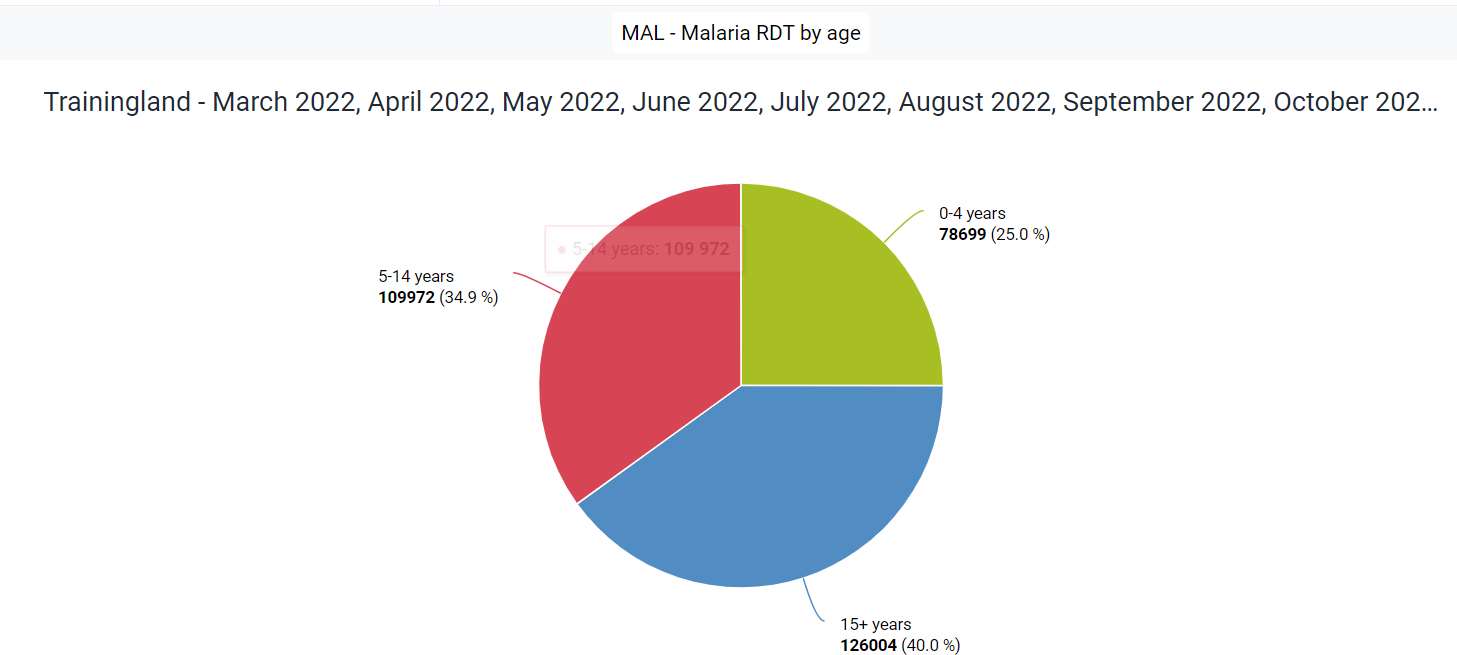 MAL - Malaria RDT by age
Trainingland - March 2022, April 2022, May 2022, June 2022, July 2022, August 2022, September 2022, October 202...
0-4 years
78699 (25.0 %)
5-14 years: 109 972
5-14 years
109972 (34.9 %)
15+ years
126004 (40.0 %)